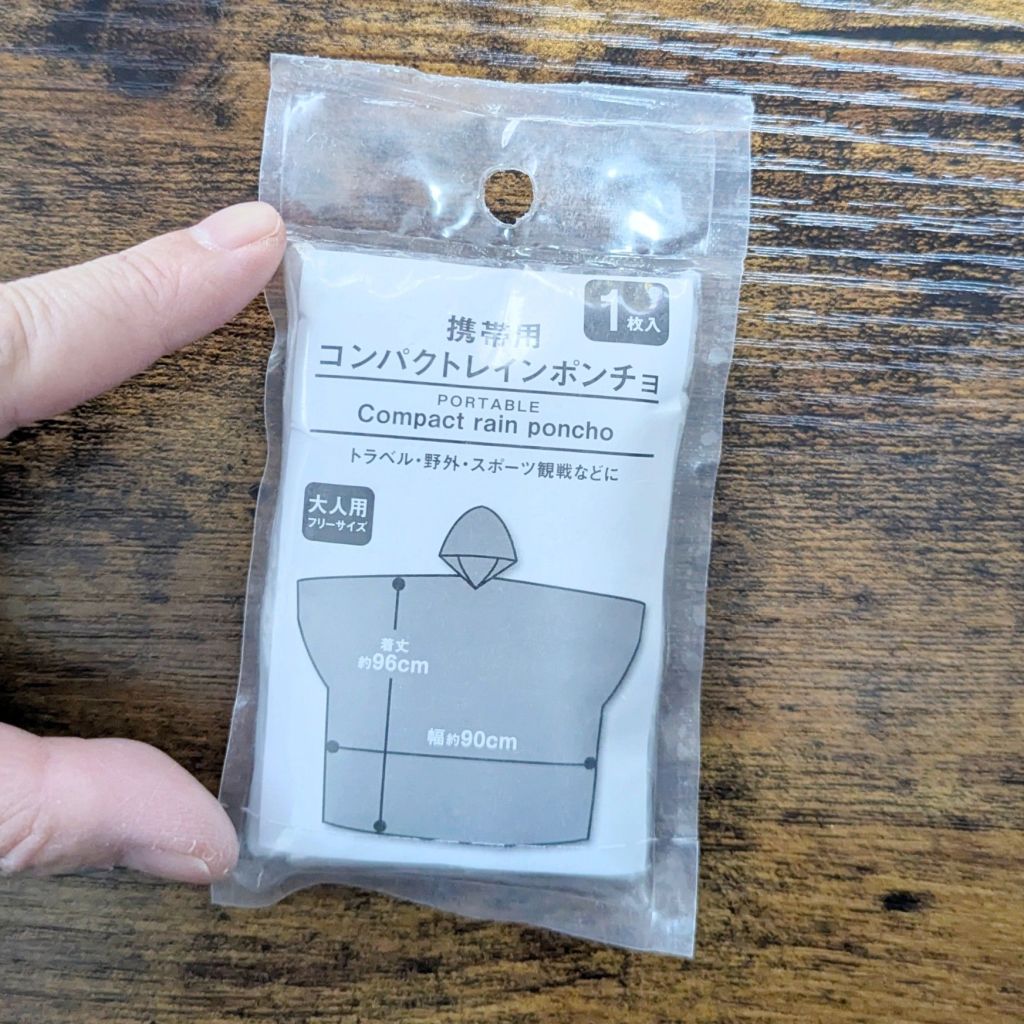 1枚入
携帯用
コンパクトレインポンチョ
PORTABLE
Compact rain poncho
トラベル・野外・スポーツ観戦などに
大人用
フリーサイズ
着丈
約96cm
幅約90cm